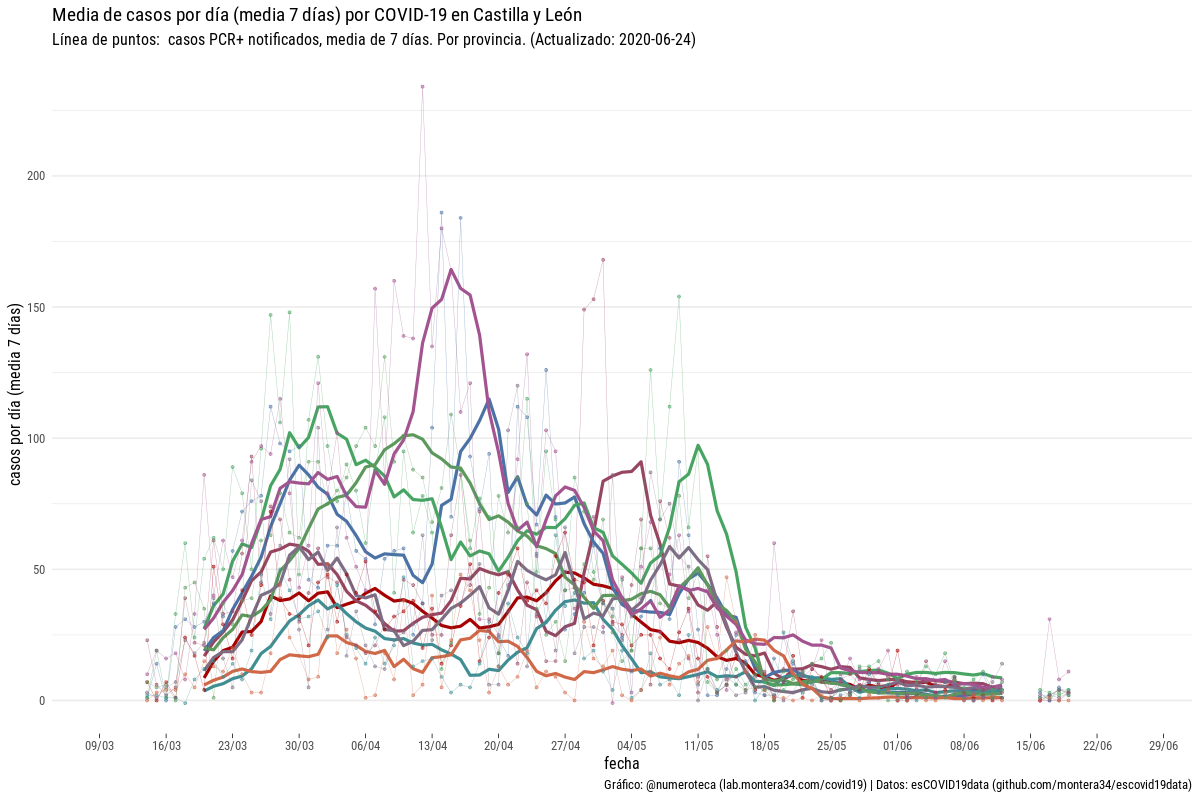 Media de casos por día (media 7 días) por COVID-19 en Castilla y León
Línea de puntos:  casos PCR+ notificados, media de 7 días. Por provincia. (Actualizado: 2020-06-24)
casos por día (media 7 días)
200
150
100
50
0
09/03 16/03 23/03 30/03 06/04 13/04 20/04 27/04 04/05 11/05 18/05 25/05 01/06 08/06 15/06 22/06 29/06
fecha
Gráfico: @numeroteca (lab.montera34.com/covid19) | Datos: esCOVID19data (github.com/montera34/escovid19data)